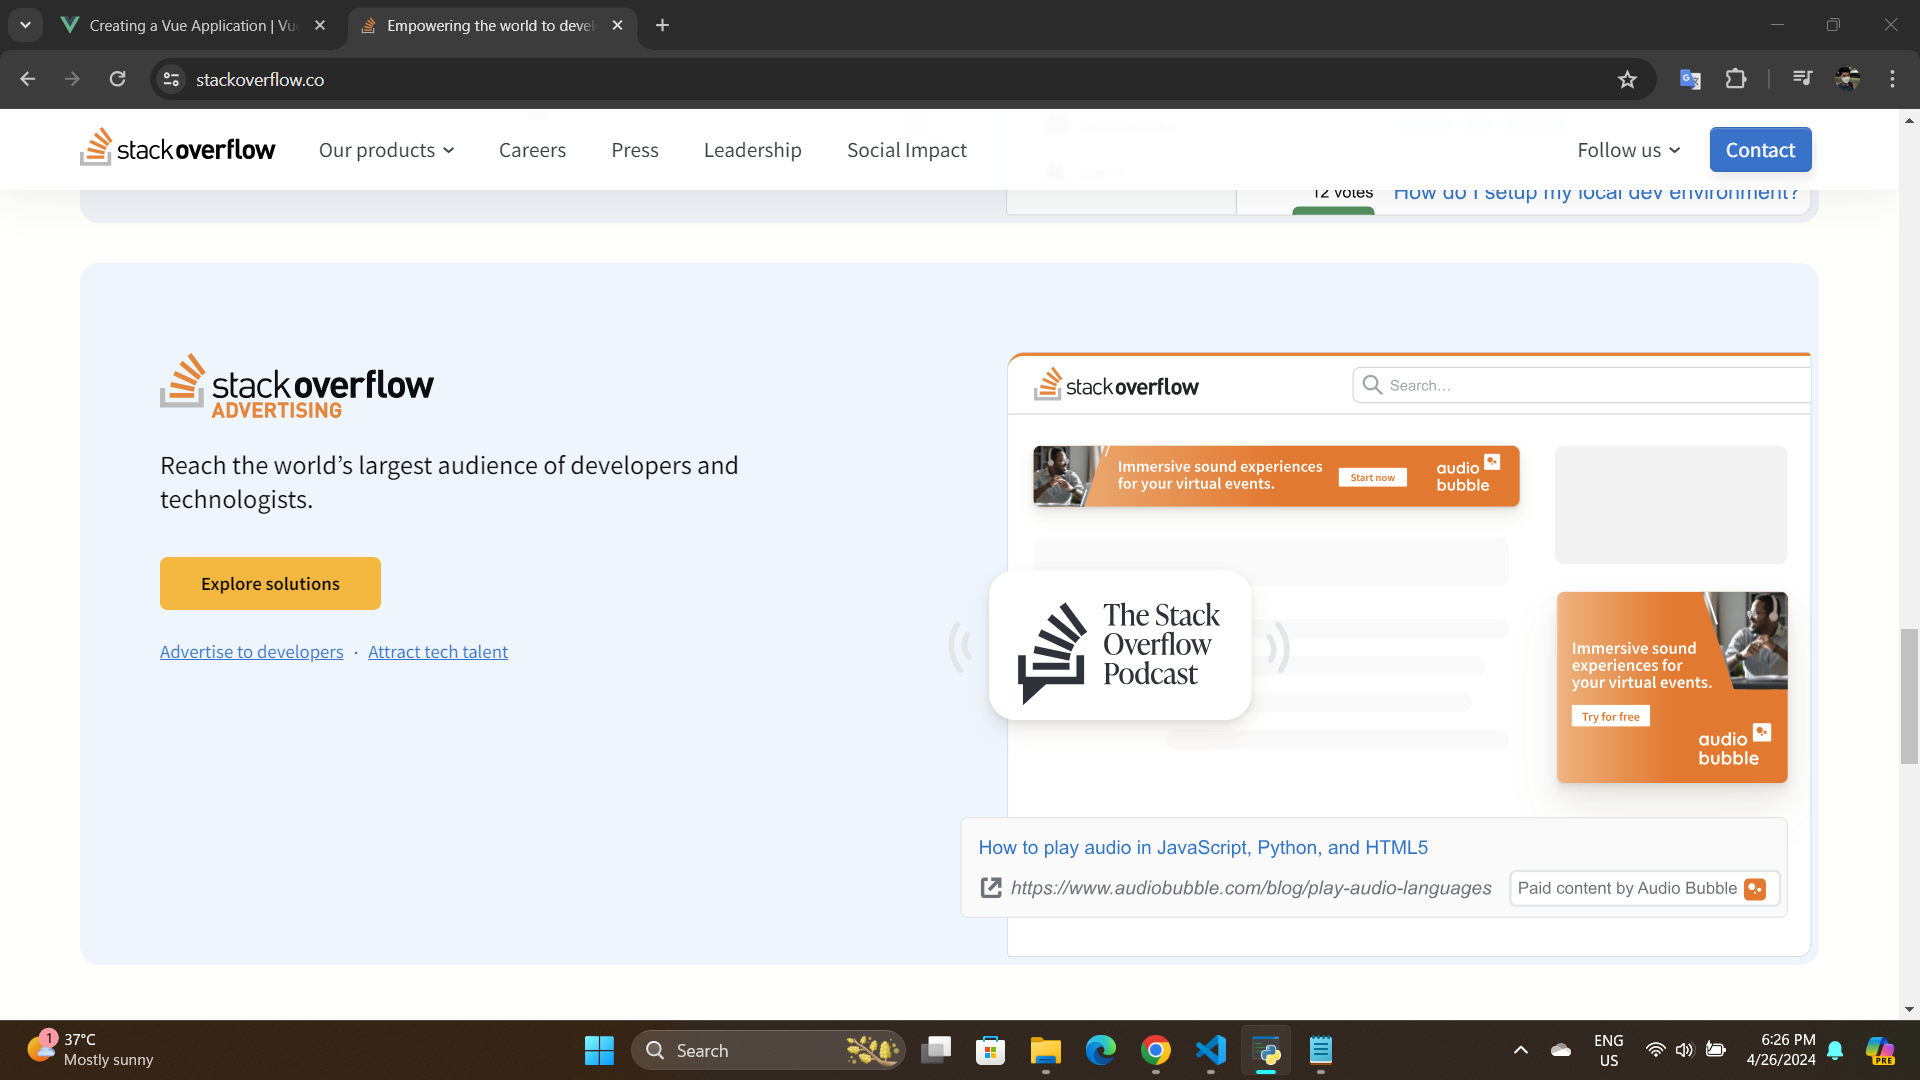 Creating a Vue Application | Vu
Empowering the world to devel
stackoverflow.co
stackoverflow
Our products
Careers
Press
Leadership
Social Impact
Follow us
Contact
12 votes
How do I setup my local dev environment?
stackoverflow
ADVERTISING
Reach the world’s largest audience of developers and
technologists.
Explore solutions
Advertise to developers · Attract tech talent
stackoverflow
Search...
Immersive sound experiences
for your virtual events.
Start now
audio
bubble
The Stack
Overflow
Podcast
Immersive sound
experiences for
your virtual events.
Try for free
audio
bubble
How to play audio in JavaScript, Python, and HTML5
https://www.audiobubble.com/blog/play-audio-languages
Paid content by Audio Bubble
1
37°C
Mostly sunny
Search
ENG
US
6:26 PM
4/26/2024
PRE